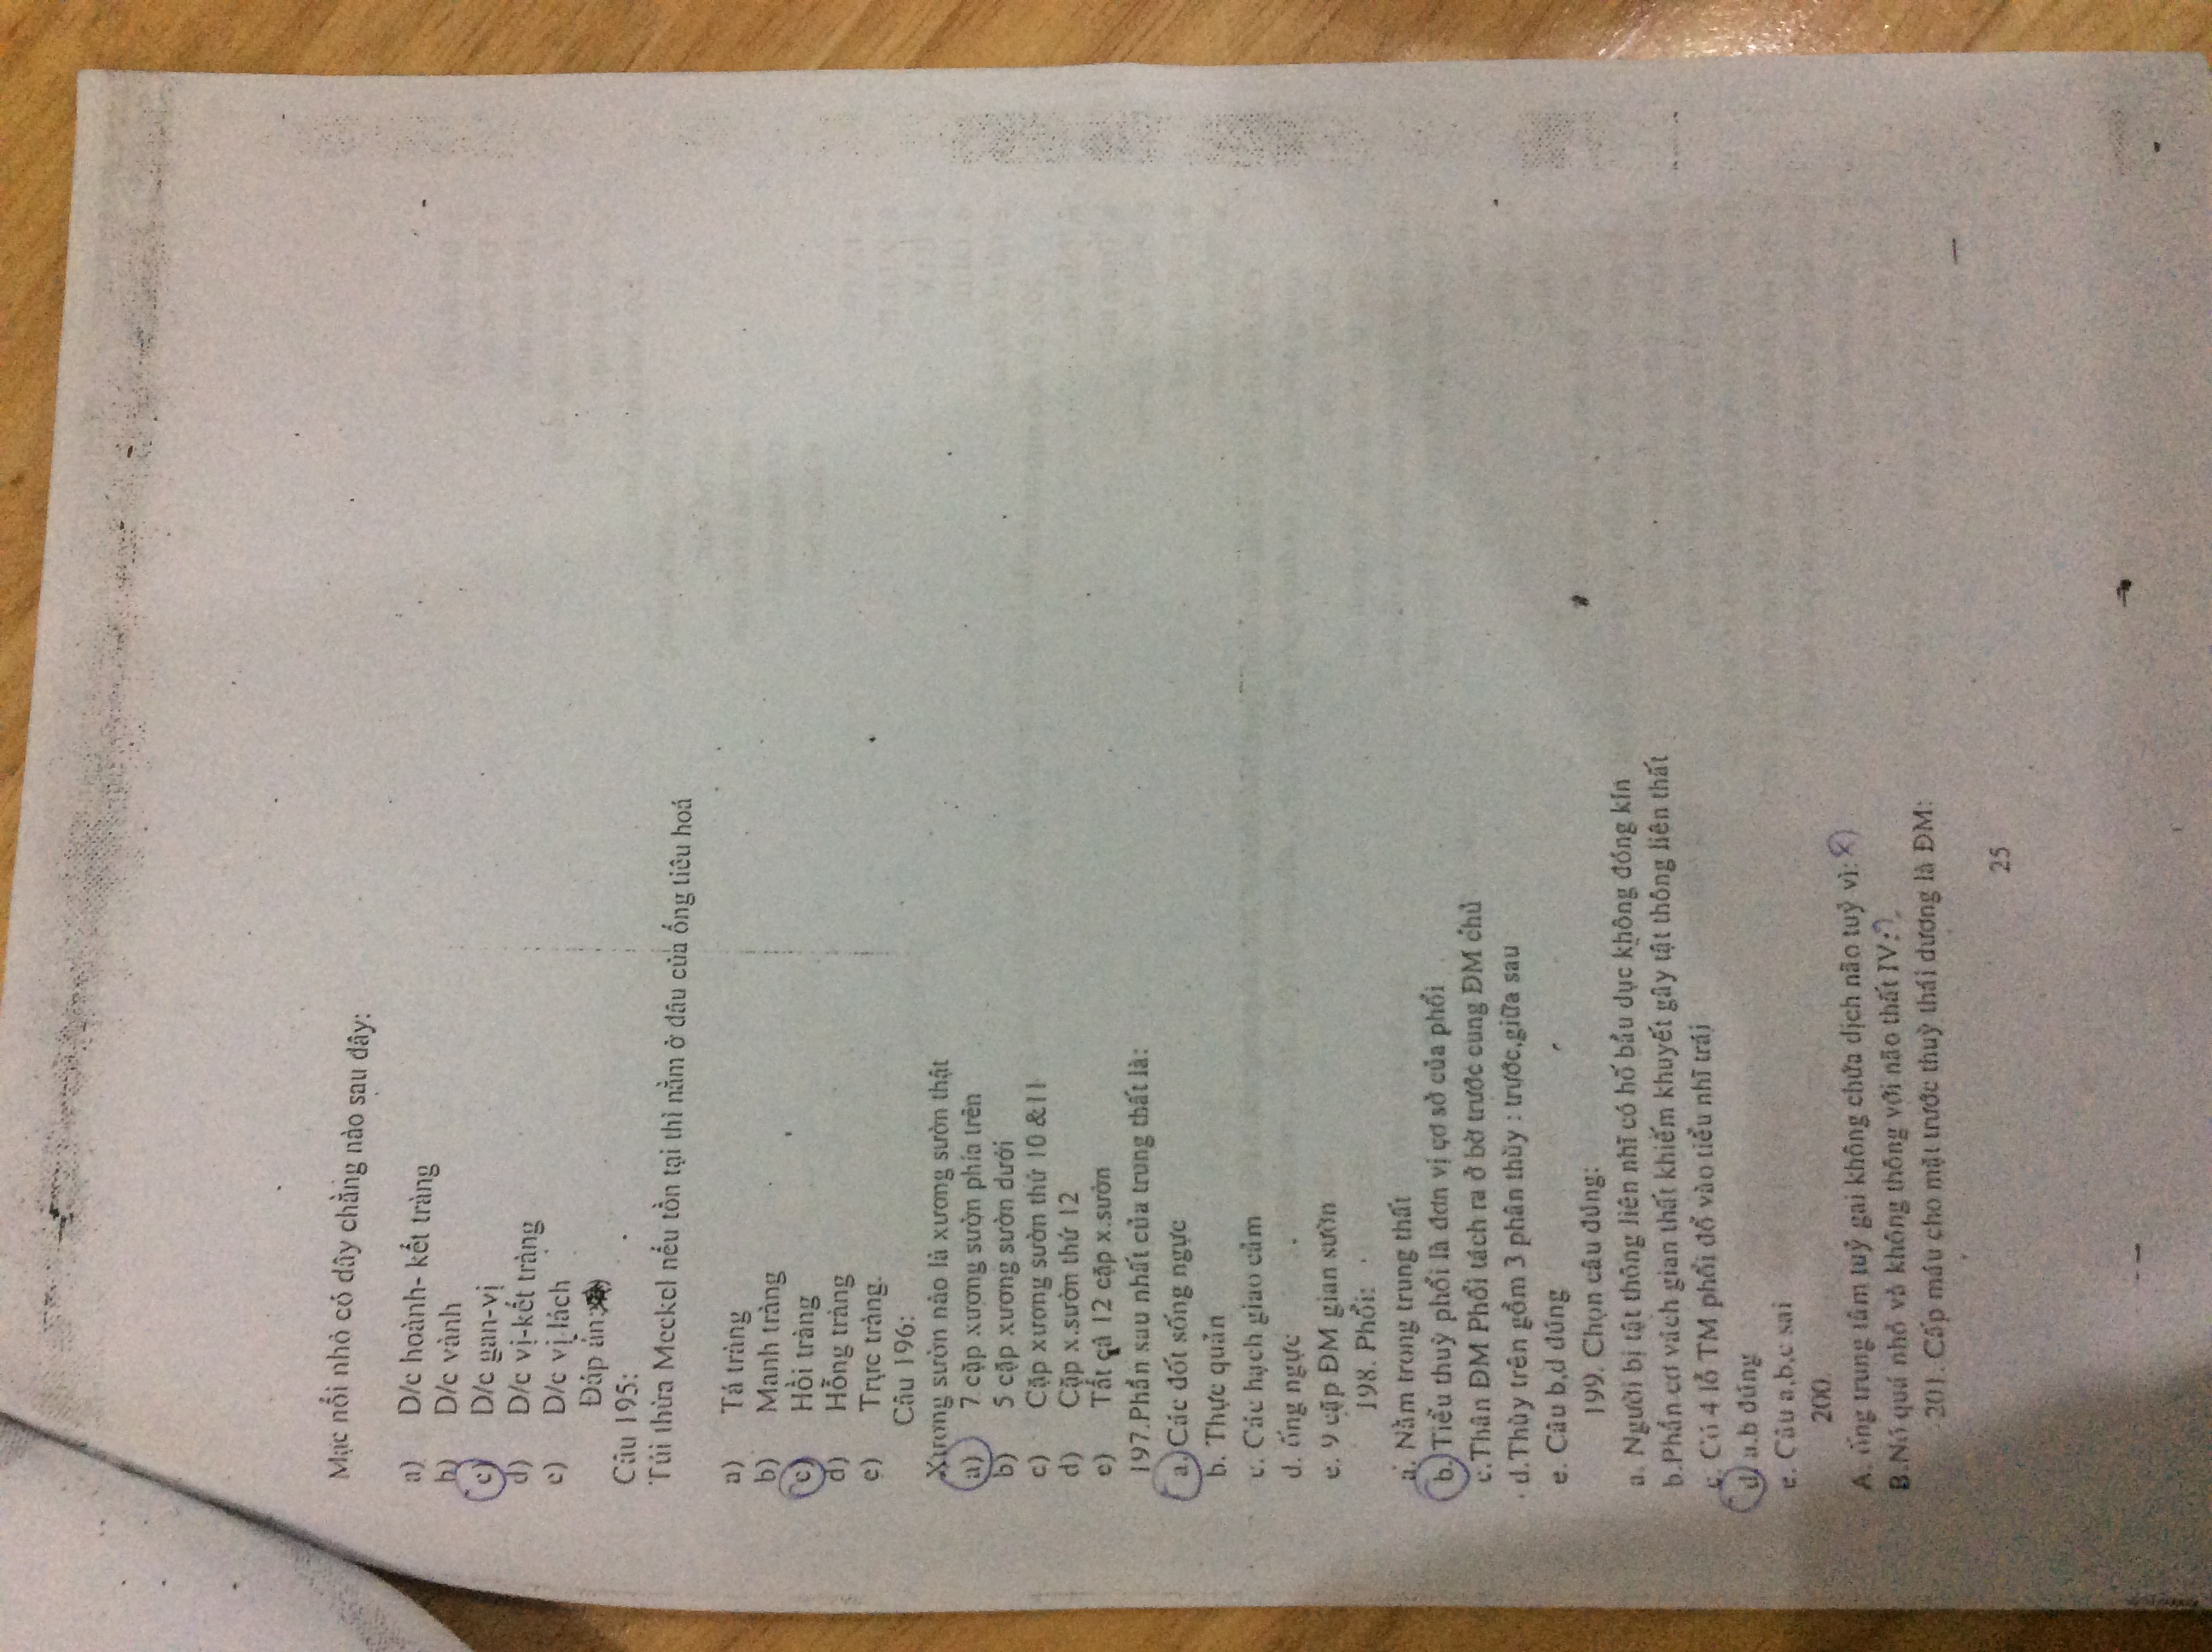 Mạc nối nhỏ có dây chằng nào sau đây:
a) D/c hoành- kết tràng
b) D/c vành
c) D/c gan-vị
d) D/c vị-kết tràng
e) D/c vị lách
Đáp án:
Câu 195:
Túi thừa Meckel nếu tồn tại thì nằm ở đâu của ống tiêu hoá
a) Tá tràng
b) Manh tràng
c) Hồi tràng
d) Hỗng tràng
e) Trực tràng.
Câu 196:
Xương sườn nào là xương sườn thật
a) 7 cặp xương sườn phía trên
b) 5 cặp xương sườn dưới
c) Cặp xương sườn thứ 10 &11
d) Cặp x.sườn thứ 12
e) Tất cả 12 cặp x.sườn
197.Phần sau nhất của trung thất là:
a. Các đốt sống ngực
b. Thực quản
c. Các hạch giao cảm
d. ống ngực
e. 9 cặp ĐM gian sườn
198. Phổi:
a. Nằm trong trung thất
b. Tiểu thuỳ phổi là đơn vị cơ sở của phổi
c.Thân ĐM Phổi tách ra ở bờ trước cung ĐM chủ
d.Thùy trên gồm 3 phân thùy : trước,giữa sau
e. Câu b,d đúng
199. Chọn câu đúng:
a. Người bị tật thông liên nhĩ có hố bầu dục không đóng kín
b.Phần cơ vách gian thất khiếm khuyết gây tật thông liên thất
c. Có 4 lỗ TM phổi đổ vào tiểu nhĩ trái
d. a.b đúng
e. Câu a,b,c sai
200.
A. ống trung tâm tuỷ gai không chứa dịch não tuỷ vì:
B.Nó quá nhỏ và không thông với não thất IV:
201. Cấp máu cho mặt trước thuỳ thái dương là ĐM:
25